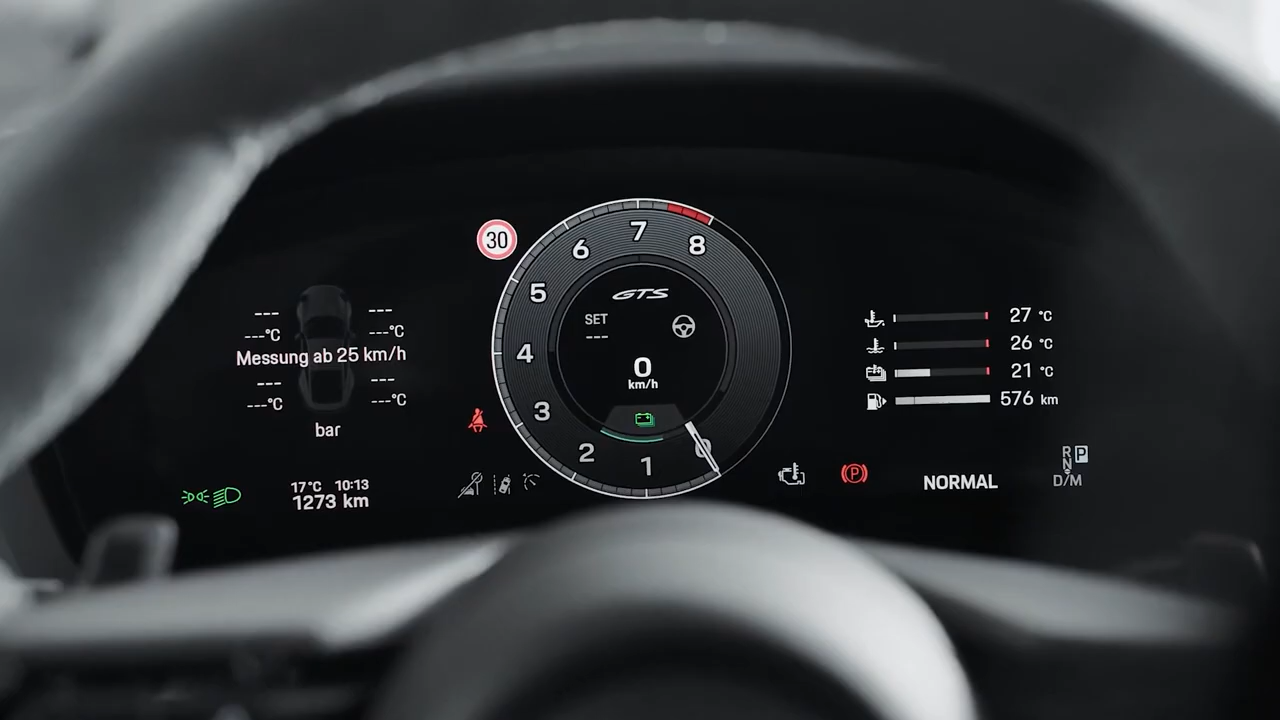 30
7
6 8
5
4
3
2
1
0
GTS
SET
---
0
km/h
--- ---
---°C ---°C
Messung ab 25 km/h
--- ---
---°C ---°C
bar
17°C 10:13
1273 km
27 °C
26 °C
21 °C
576 km
P
NORMAL
R P
N
D/M